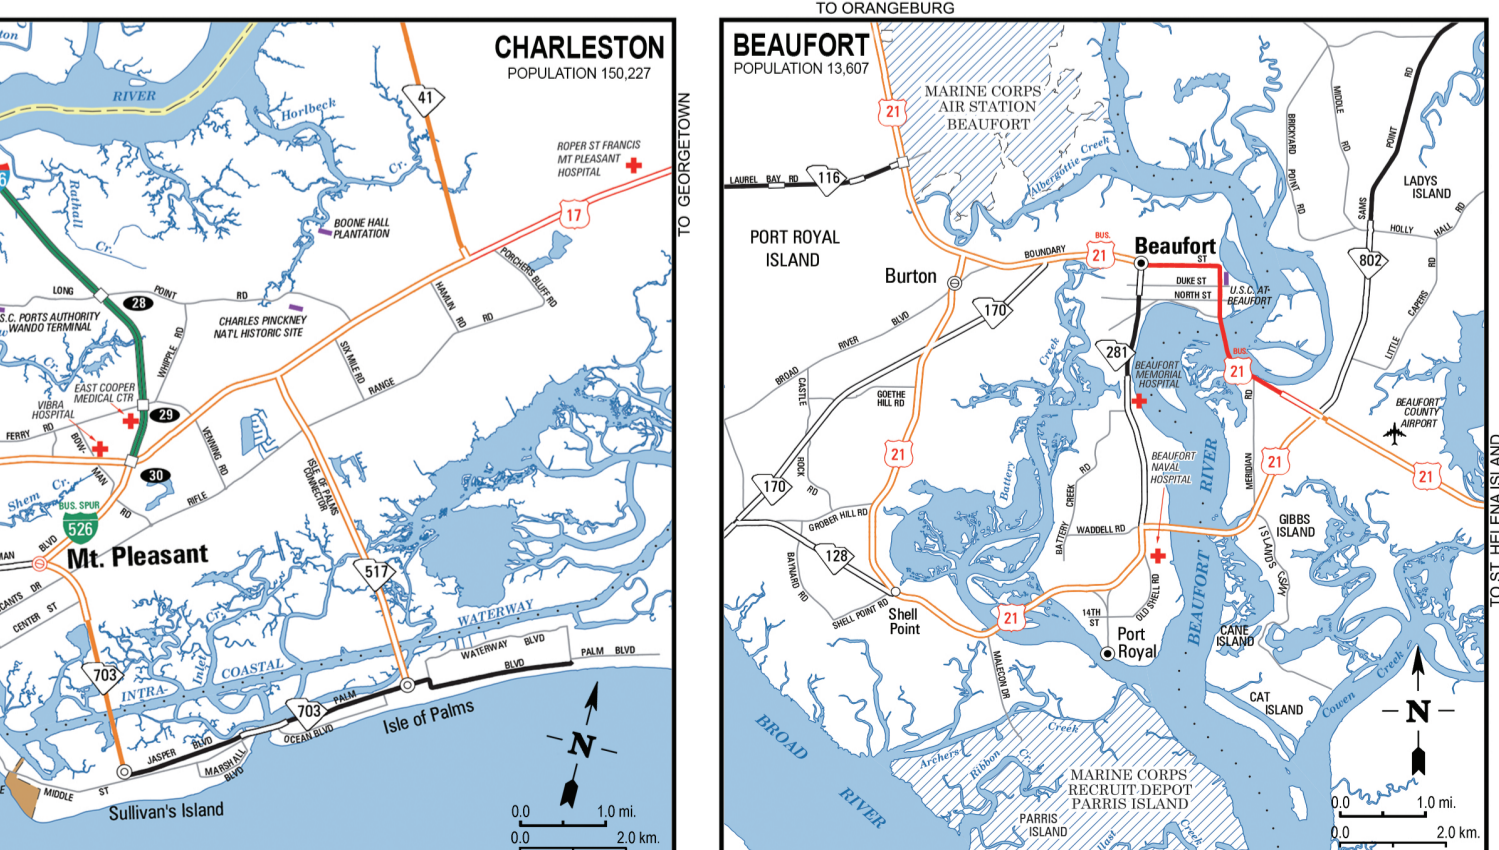 TO ORANGEBURG
CHARLESTON
POPULATION 150,227
RIVER
Horlbeck
Cr.
41
ROPER ST FRANCIS
MT PLEASANT
HOSPITAL
TO GEORGETOWN
17
Rathall
Cr.
BOONE HALL
PLANTATION
PORCHERS BLUFF RD
LONG
POINT
RD
28
S.C. PORTS AUTHORITY
WANDO TERMINAL
CHARLES PINCKNEY
NAT'L HISTORIC SITE
HAMLIN
RD
RD
WHIPPLE
RD
SIX MILE RD
RANGE
Cr.
EAST COOPER
MEDICAL CTR
VIBRA
HOSPITAL
29
FERRY
RD
BOW-
MAN
RD
VENNING
RD
30
RIFLE
Shem
Cr.
BUS. SPUR
526
BLVD
Mt. Pleasant
ISLE OF PALMS
CONNECTOR
517
CENTER
ST
DR
703
Inlet
Cr.
INTRA-
COASTAL
WATERWAY
WATERWAY
BLVD
PALM
BLVD
BLVD
PALM
703
OCEAN BLVD
Isle of Palms
JASPER
BLVD
MARSHALL
BLVD
MIDDLE
ST
Sullivan's Island
N
0.0
1.0 mi.
0.0
2.0 km.
BEAUFORT
POPULATION 13,607
21
MARINE CORPS
AIR STATION
BEAUFORT
LAUREL
BAY
RD
116
Albergottie Creek
PORT ROYAL
ISLAND
BRICKYARD
POINT
RD
MIDDLE
RD
SAMS
POINT
RD
LADYS
ISLAND
HOLLY
HALL
RD
802
Burton
BOUNDARY
BUS.
21
Beaufort
ST
DUKE ST
NORTH ST
U.S.C. AT
BEAUFORT
LITTLE
CAPERS
RD
170
RIVER
BLVD
BROAD
CASTLE
ROCK
RD
GOETHE
HILL RD
281
BEAUFORT
MEMORIAL
HOSPITAL
BUS.
21
BEAUFORT
COUNTY
AIRPORT
Battery
Creek
21
BATTERY
CREEK
RD
BEAUFORT
NAVAL
HOSPITAL
BEAUFORT
RIVER
MERIDIAN
RD
21
21
170
GROBER HILL RD
WADDELL RD
GIBBS
ISLAND
ISLANDS
CSWY
128
BAYNARD
RD
SHELL POINT RD
Shell
Point
21
14TH
ST
OLD SHELL RD
Port
Royal
CANE
ISLAND
TO ST HELENA ISLAND
MALECON DR
CAT
ISLAND
Cowen
Creek
BROAD
RIVER
Archers
Creek
Ribbon
Cr.
MARINE CORPS
RECRUIT DEPOT
PARRIS ISLAND
PARRIS
ISLAND
Creek
N
0.0
1.0 mi.
0.0
2.0 km.